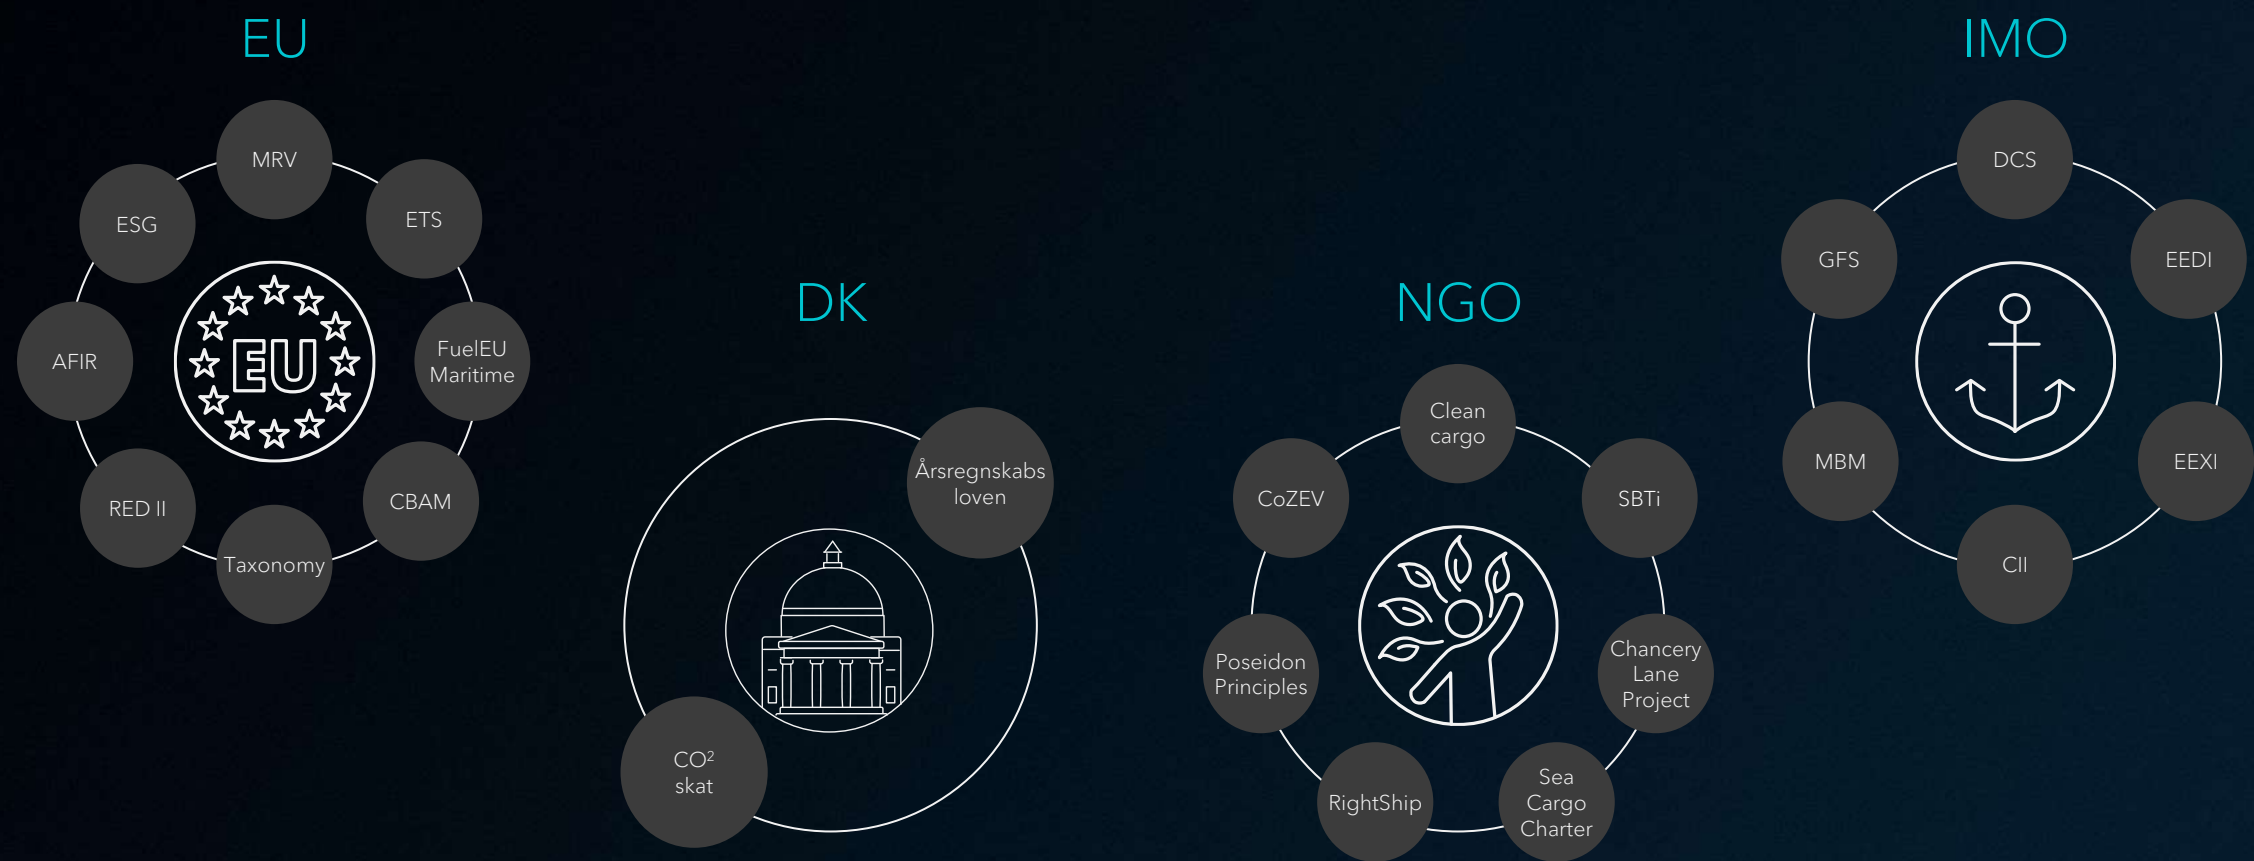 EU
MRV
ETS
FuelEU
Maritime
CBAM
Taxonomy
RED II
AFIR
ESG
EU
DK
Årsregnskabs
loven
CO²
skat
NGO
Clean
cargo
SBTi
Chancery
Lane
Project
Sea
Cargo
Charter
RightShip
Poseidon
Principles
CoZEV
IMO
DCS
EEDI
EEXI
CII
MBM
GFS